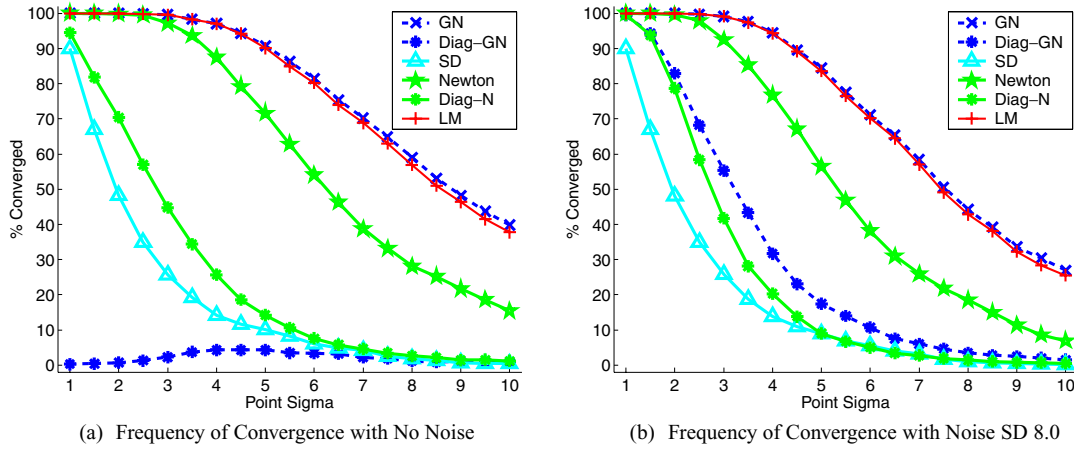 100
90
80
70
60
50
40
30
20
10
0
% Converged
1 2 3 4 5 6 7 8 9 10
Point Sigma
GN
Diag–GN
SD
Newton
Diag–N
LM
(a) Frequency of Convergence with No Noise
100
90
80
70
60
50
40
30
20
10
0
% Converged
1 2 3 4 5 6 7 8 9 10
Point Sigma
GN
Diag–GN
SD
Newton
Diag–N
LM
(b) Frequency of Convergence with Noise SD 8.0